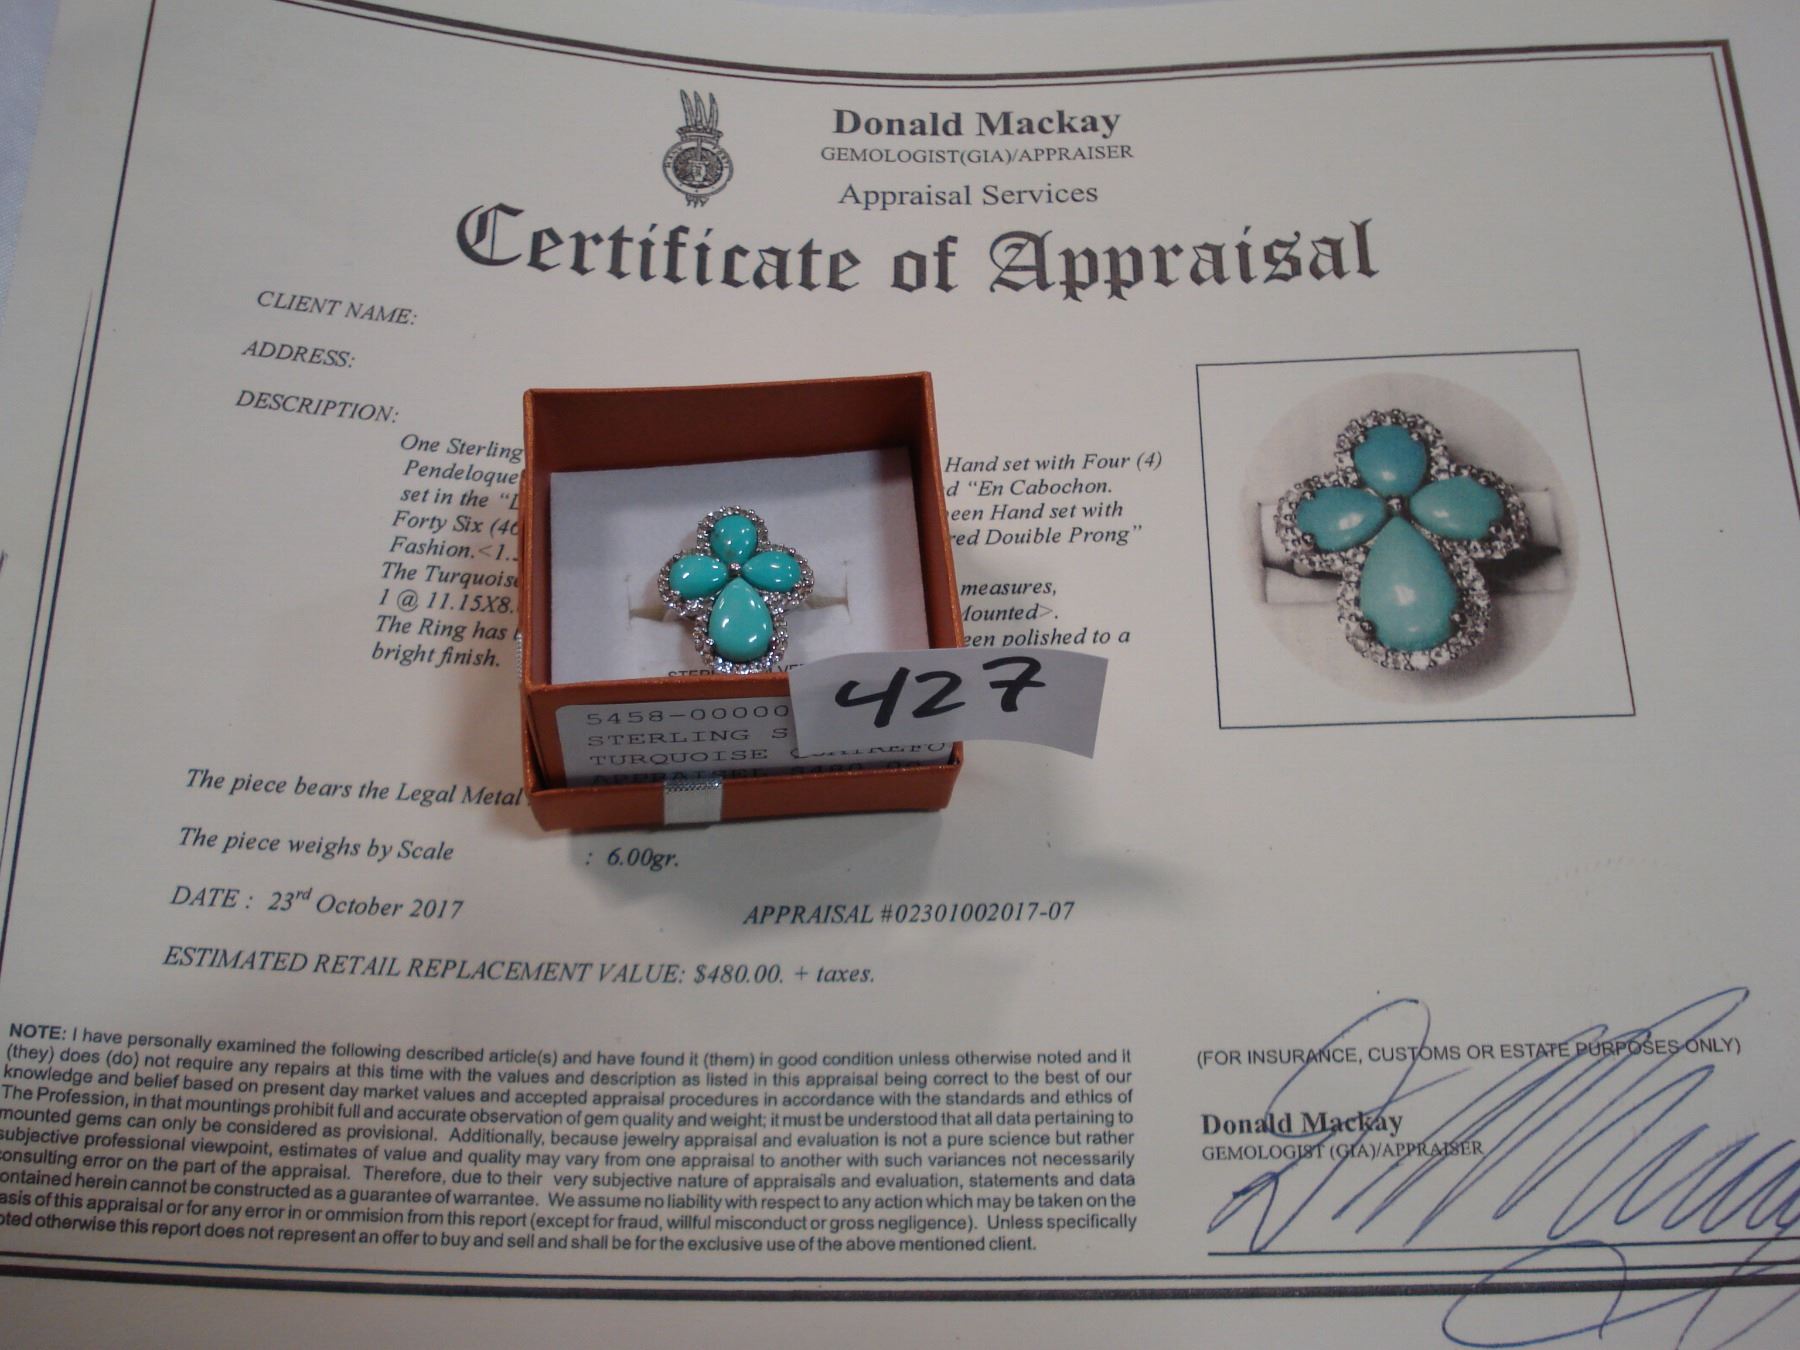 Donald Mackay
GEMOLOGIST(GIA)/APPRAISER
Appraisal Services
Certificate of Appraisal
CLIENT NAME:
ADDRESS:
DESCRIPTION:
One Sterling Hand set with Four (4)
Pendeloque "En Cabochon.
set in the Hand set with
Forty Six Douible Prong"
Fashion.
The Turquoise measures,
1 @ 11.15X8.
The Ring has polished to a
bright finish.
427
5458-00000
STERLING S
TURQUOISE
APPRAISEL $480.00
The piece bears the Legal Metal
The piece weighs by Scale : 6.00gr.
DATE : 23rd October 2017 APPRAISAL #02301002017-07
ESTIMATED RETAIL REPLACEMENT VALUE: $480.00. + taxes.
NOTE: I have personally examined the following described article(s) and have found it (them) in good condition unless otherwise noted and it
(they) does (do) not require any repairs at this time with the values and description as listed in this appraisal being correct to the best of our
knowledge and belief based on present day market values and accepted appraisal procedures in accordance with the standards and ethics of
The Profession, in that mountings prohibit full and accurate observation of gem quality and weight; it must be understood that all data pertaining to
mounted gems can only be considered as provisional. Additionally, because jewelry appraisal and evaluation is not a pure science but rather
subjective professional viewpoint, estimates of value and quality may vary from one appraisal to another with such variances not necessarily
consulting error on the part of the appraisal. Therefore, due to their very subjective nature of appraisals and evaluation, statements and data
contained herein cannot be constructed as a guarantee of warrantee. We assume no liability with respect to any action which may be taken on the
basis of this appraisal or for any error in or ommision from this report (except for fraud, willful misconduct or gross negligence). Unless specifically
noted otherwise this report does not represent an offer to buy and sell and shall be for the exclusive use of the above mentioned client.
(FOR INSURANCE, CUSTOMS OR ESTATE PURPOSES ONLY)
Donald Mackay
GEMOLOGIST (GIA)/APPRAISER